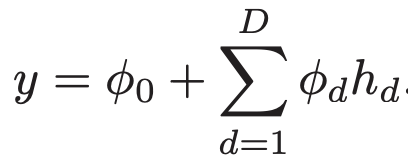 y = ϕ₀ + ∑_{d=1}^{D} ϕ_d h_d.